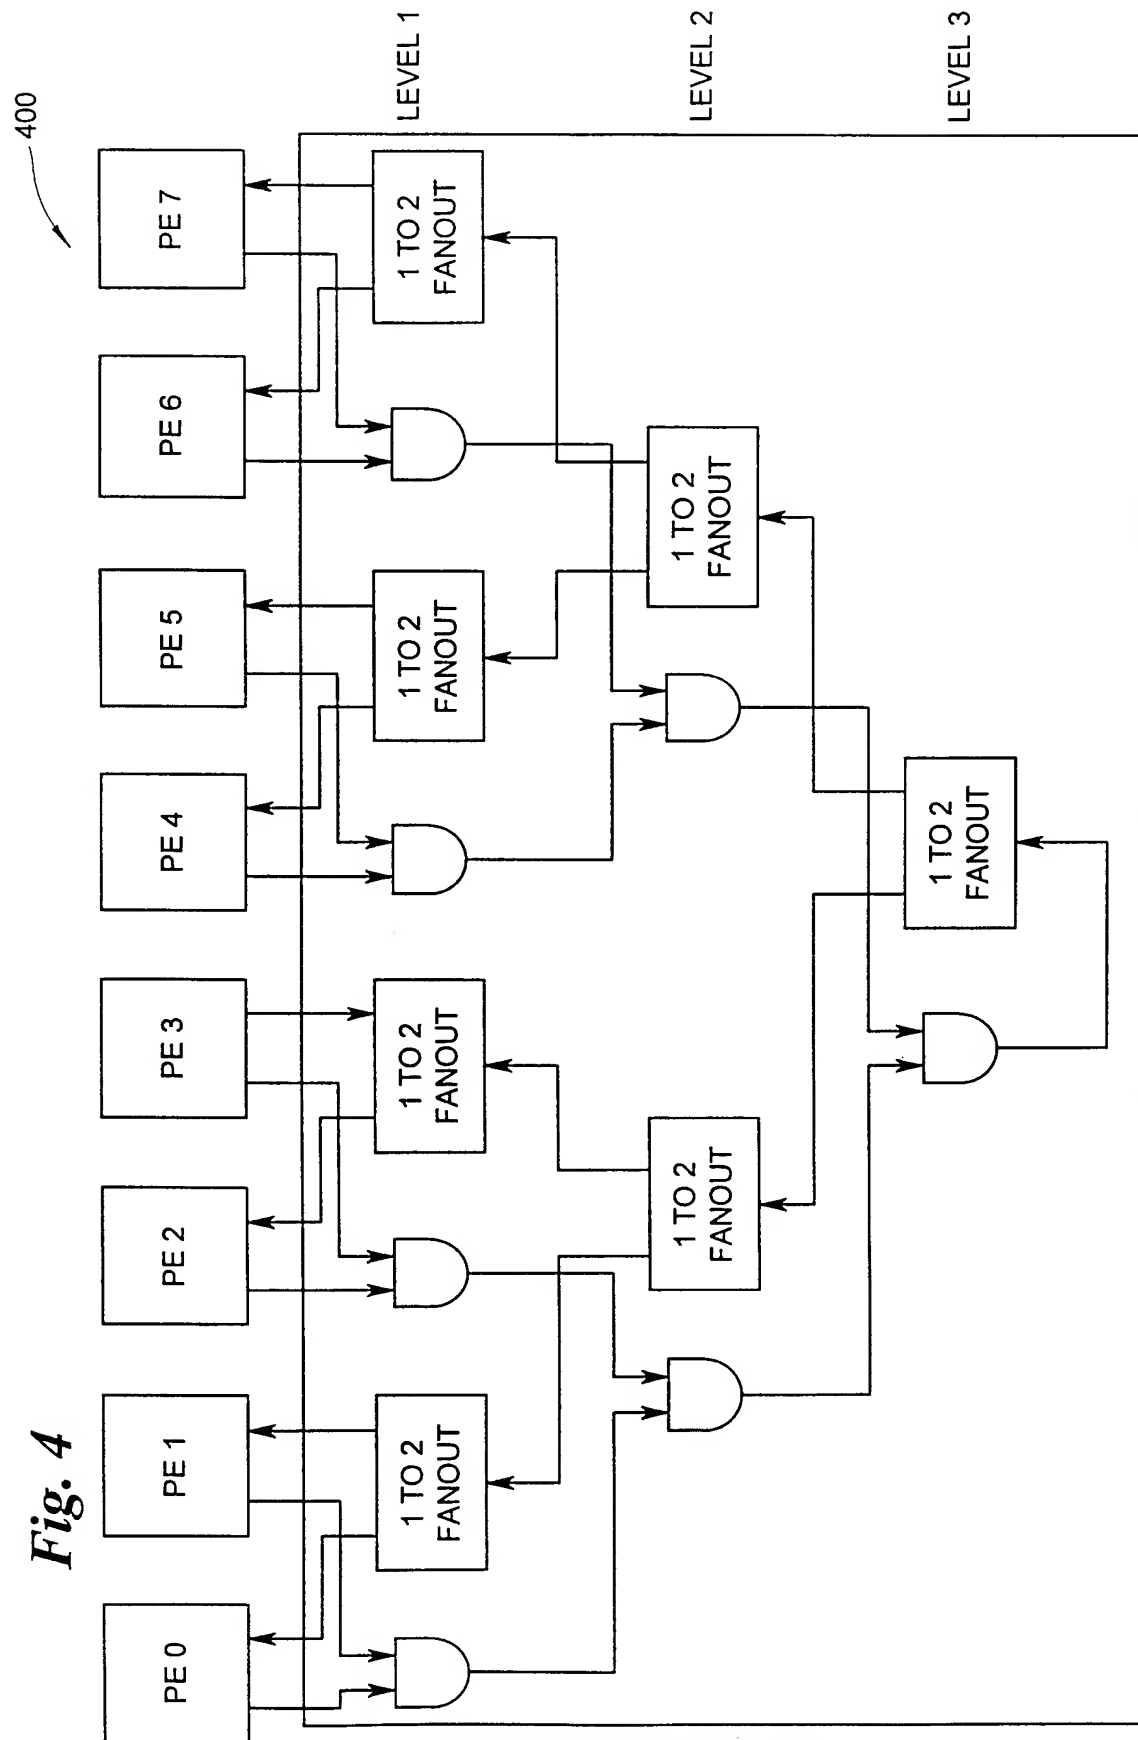 Fig. 4
400
PE 0
PE 1
PE 2
PE 3
PE 4
PE 5
PE 6
PE 7
1 TO 2
FANOUT
1 TO 2
FANOUT
1 TO 2
FANOUT
1 TO 2
FANOUT
LEVEL 1
1 TO 2
FANOUT
1 TO 2
FANOUT
LEVEL 2
1 TO 2
FANOUT
LEVEL 3